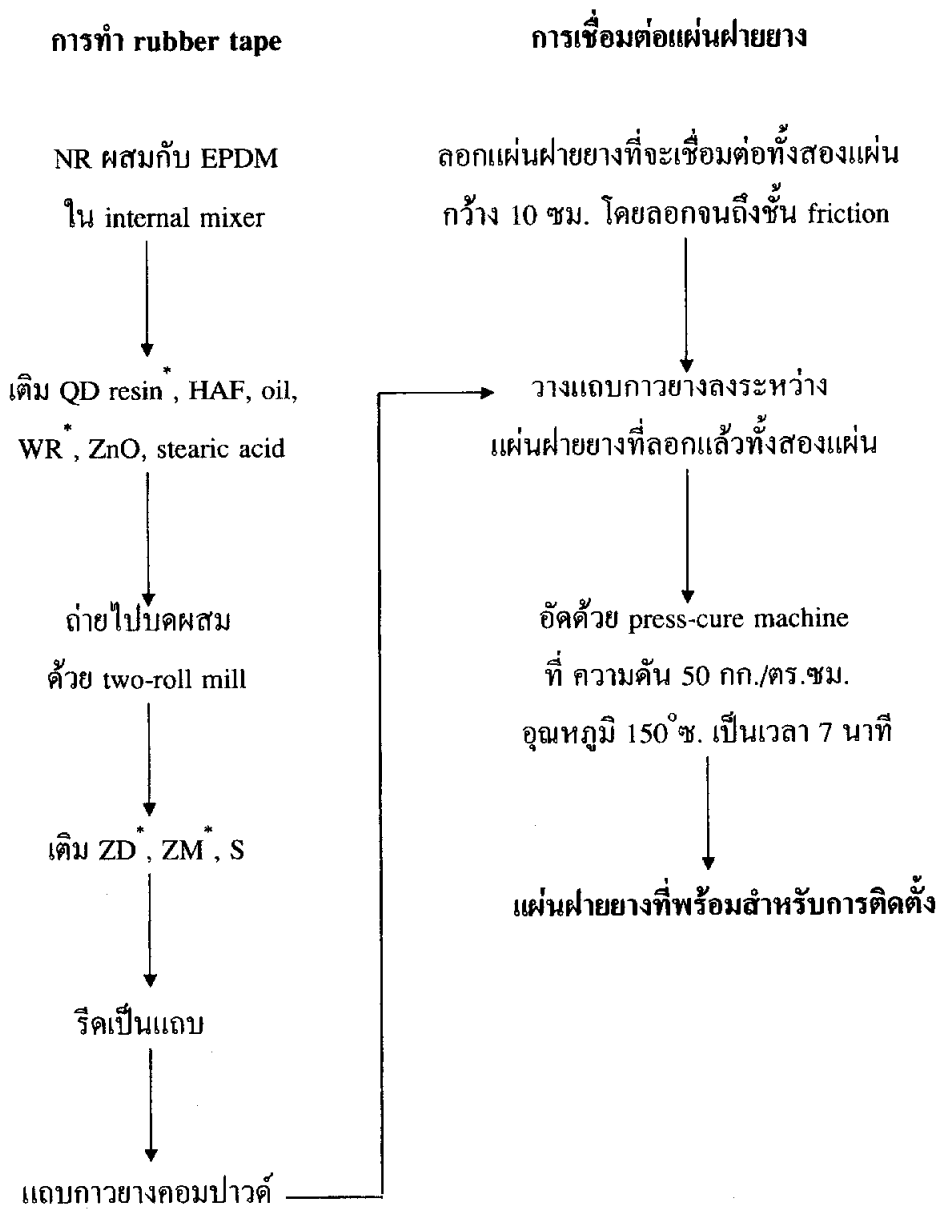 การทำ rubber tape
NR ผสมกับ EPDM
ใน internal mixer
เติม QD resin*, HAF, oil,
WR*, ZnO, stearic acid
ถ่ายไปบดผสม
ด้วย two-roll mill
เติม ZD*, ZM*, S
รีดเป็นแถบ
แถบกาวยางคอมปาวด์
การเชื่อมต่อแผ่นฝายยาง
ลอกแผ่นฝายยางที่จะเชื่อมต่อทั้งสองแผ่น
กว้าง 10 ซม. โดยลอกจนถึงชั้น friction
วางแถบกาวยางลงระหว่าง
แผ่นฝายยางที่ลอกแล้วทั้งสองแผ่น
อัดด้วย press-cure machine
ที่ ความดัน 50 กก./ตร.ซม.
อุณหภูมิ 150°ซ. เป็นเวลา 7 นาที
แผ่นฝายยางที่พร้อมสำหรับการติดตั้ง